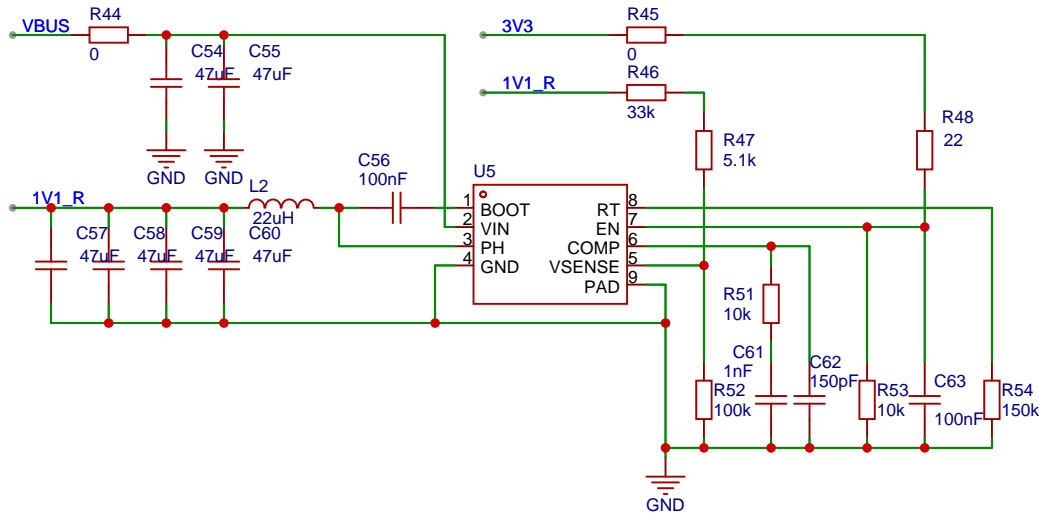 R44
VBUS
0
C54
47uF
C55
47uF
GND
GND
3V3
R45
0
1V1_R
R46
33k
R47
5.1k
R48
22
C56
100nF
U5
1V1_R
L2
22uH
C57
47uF
C58
47uF
C59
47uF
C60
47uF
1
BOOT
2
VIN
3
PH
4
GND
RT
8
EN
7
COMP
6
VSENSE
5
PAD
9
R51
10k
C61
1nF
C62
150pF
R52
100k
R53
10k
C63
100nF
R54
150k
GND